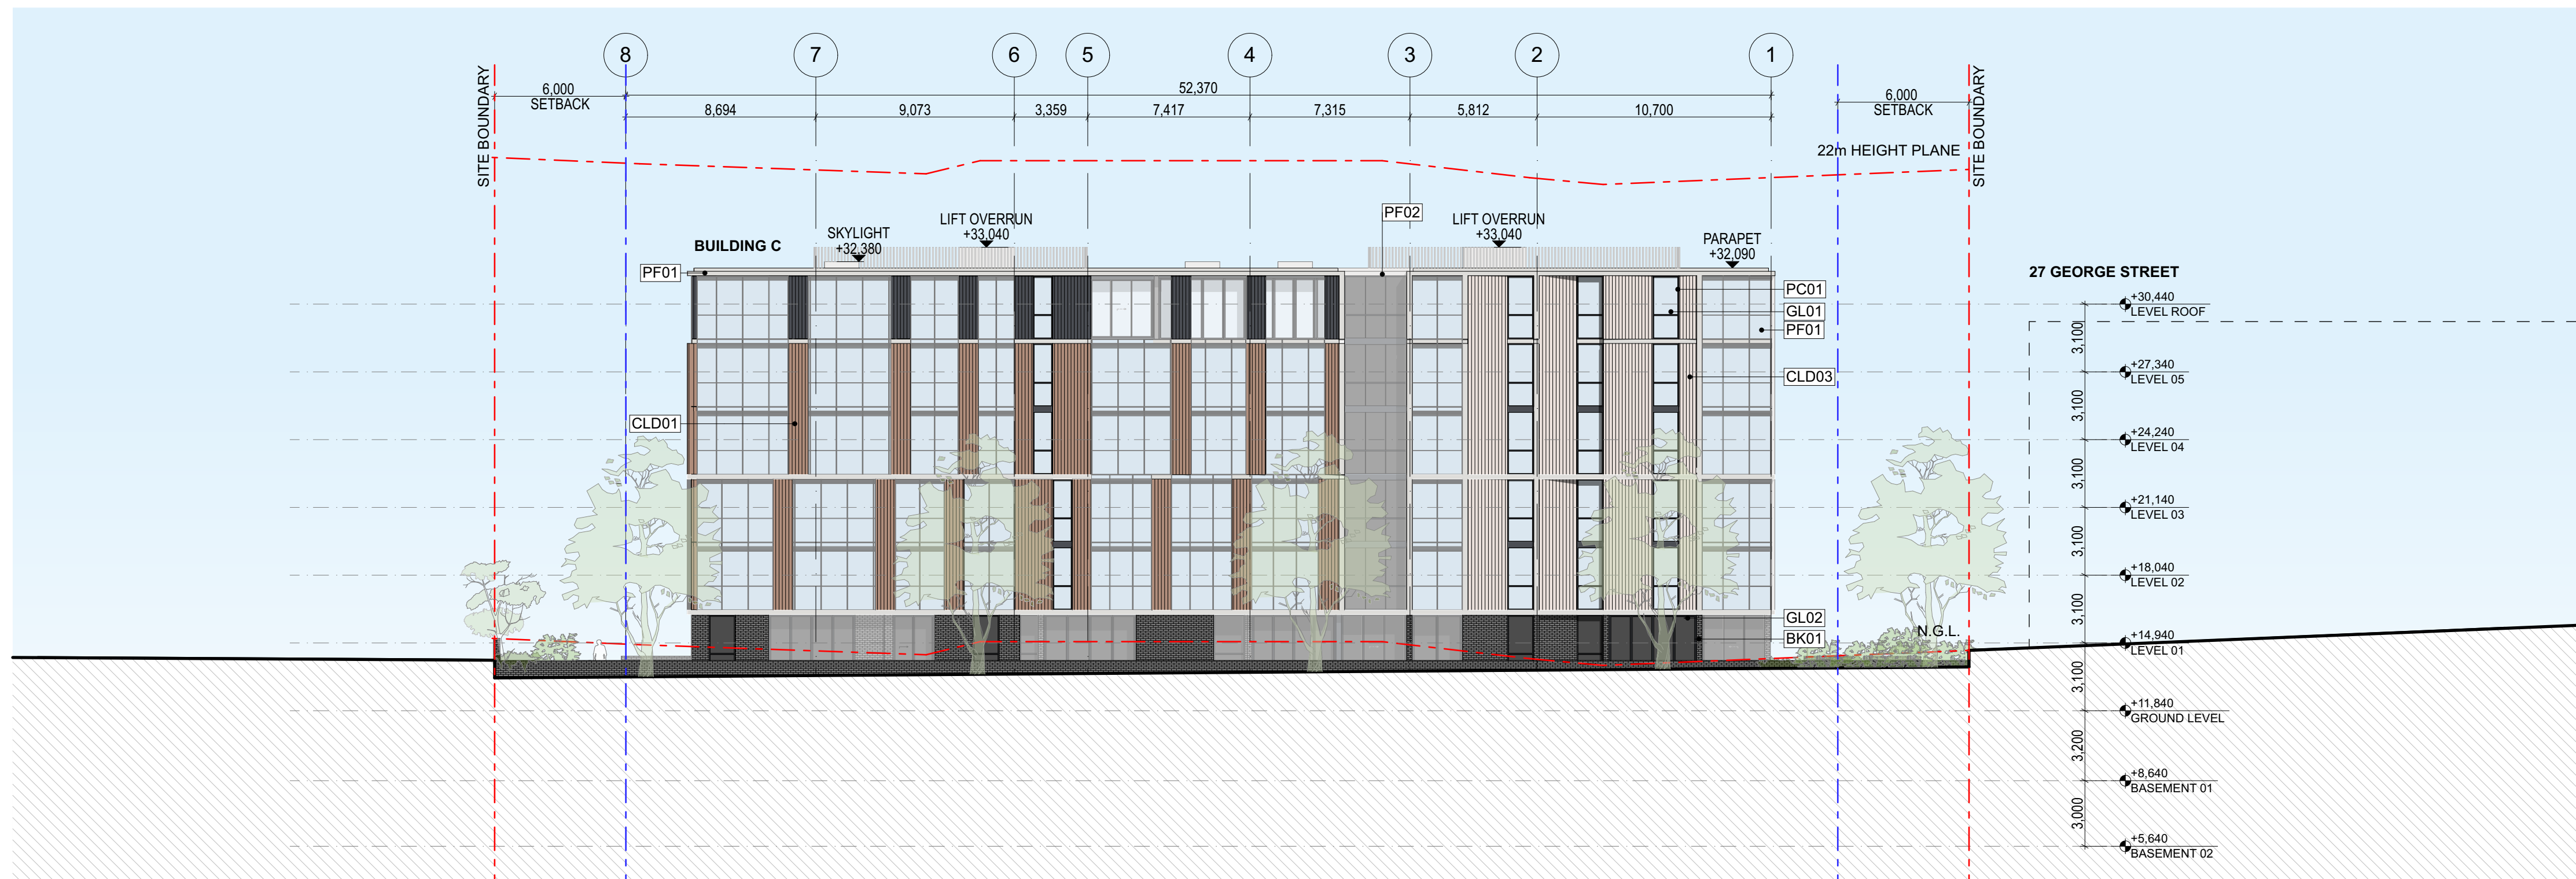 8
7
6
5
4
3
2
1
SITE BOUNDARY
6,000
SETBACK
52,370
8,694
9,073
3,359
7,417
7,315
5,812
10,700
6,000
SETBACK
SITE BOUNDARY
22m HEIGHT PLANE
BUILDING C
SKYLIGHT
+32,380
LIFT OVERRUN
+33,040
PF02
LIFT OVERRUN
+33,040
PARAPET
+32,090
PF01
PC01
GL01
PF01
CLD03
CLD01
GL02
BK01
N.G.L.
27 GEORGE STREET
+30,440
LEVEL ROOF
3,100
+27,340
LEVEL 05
3,100
+24,240
LEVEL 04
3,100
+21,140
LEVEL 03
3,100
+18,040
LEVEL 02
3,100
+14,940
LEVEL 01
3,100
+11,840
GROUND LEVEL
3,200
+8,640
BASEMENT 01
3,000
+5,640
BASEMENT 02